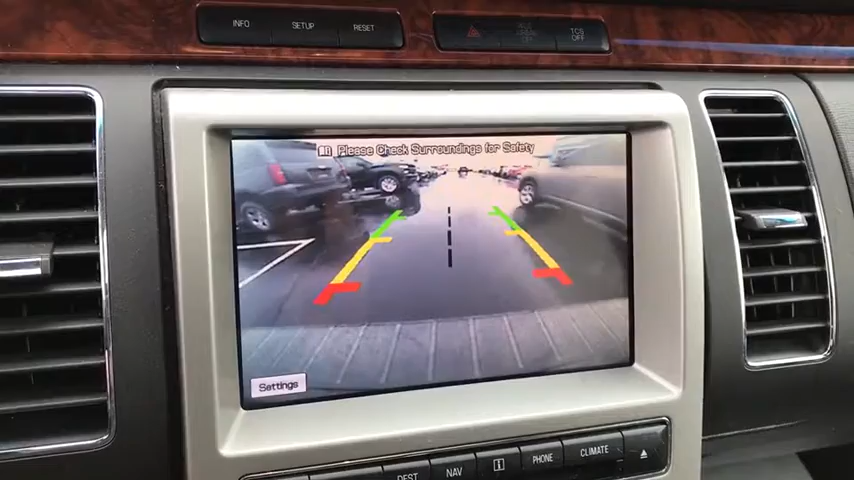 INFO SETUP RESET TCS OFF
Please Check Surroundings for Safety
Settings
DEST NAV i PHONE CLIMATE